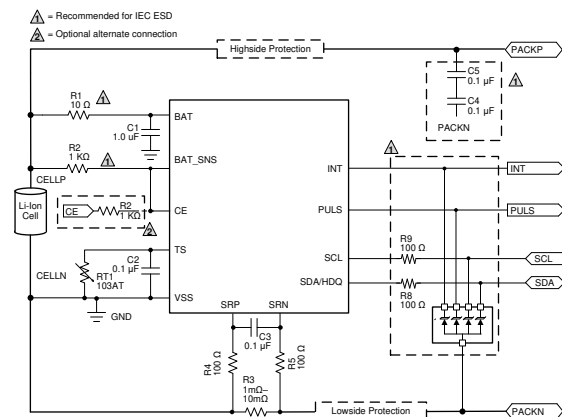 1 = Recommended for IEC ESD
2 = Optional alternate connection
Highside Protection
PACKP
C5
0.1 µF
C4
0.1 µF
PACKN
1
R1
10 Ω
1
BAT
C1
1.0 uF
R2
1 KΩ
1
BAT_SNS
CELLP
Li-Ion
Cell
CE
R2
1 KΩ
2
CE
CELLN
RT1
103AT
C2
0.1 µF
TS
VSS
GND
SRP
SRN
C3
0.1 µF
R4
100 Ω
R5
100 Ω
R3
1mΩ–
10mΩ
INT
PULS
SCL
SDA/HDQ
1
R9
100 Ω
R8
100 Ω
INT
PULS
SCL
SDA
Lowside Protection
PACKN